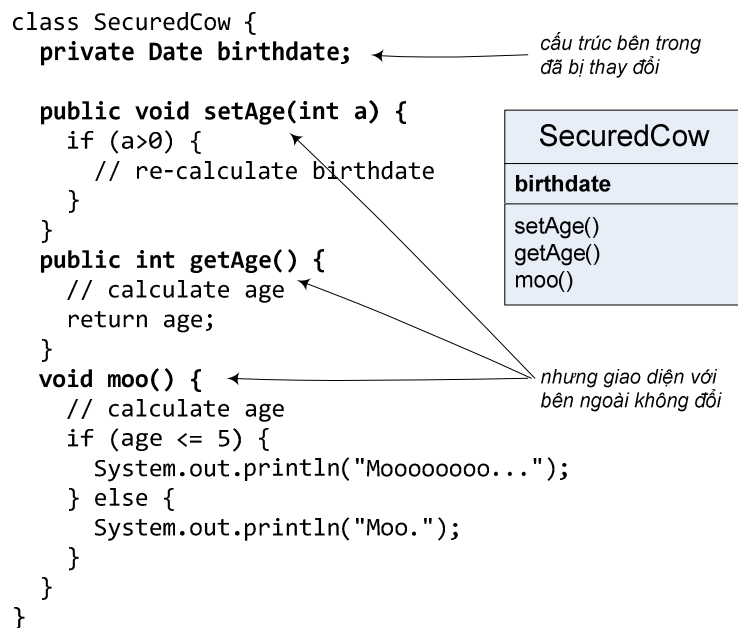 class SecuredCow {
private Date birthdate;
cấu trúc bên trong
đã bị thay đổi
public void setAge(int a) {
if (a>0) {
// re-calculate birthdate
}
}
public int getAge() {
// calculate age
return age;
}
void moo() {
// calculate age
if (age <= 5) {
System.out.println("Moooooooo...");
} else {
System.out.println("Moo.");
}
}
}
SecuredCow
birthdate
setAge()
getAge()
moo()
nhưng giao diện với
bên ngoài không đổi